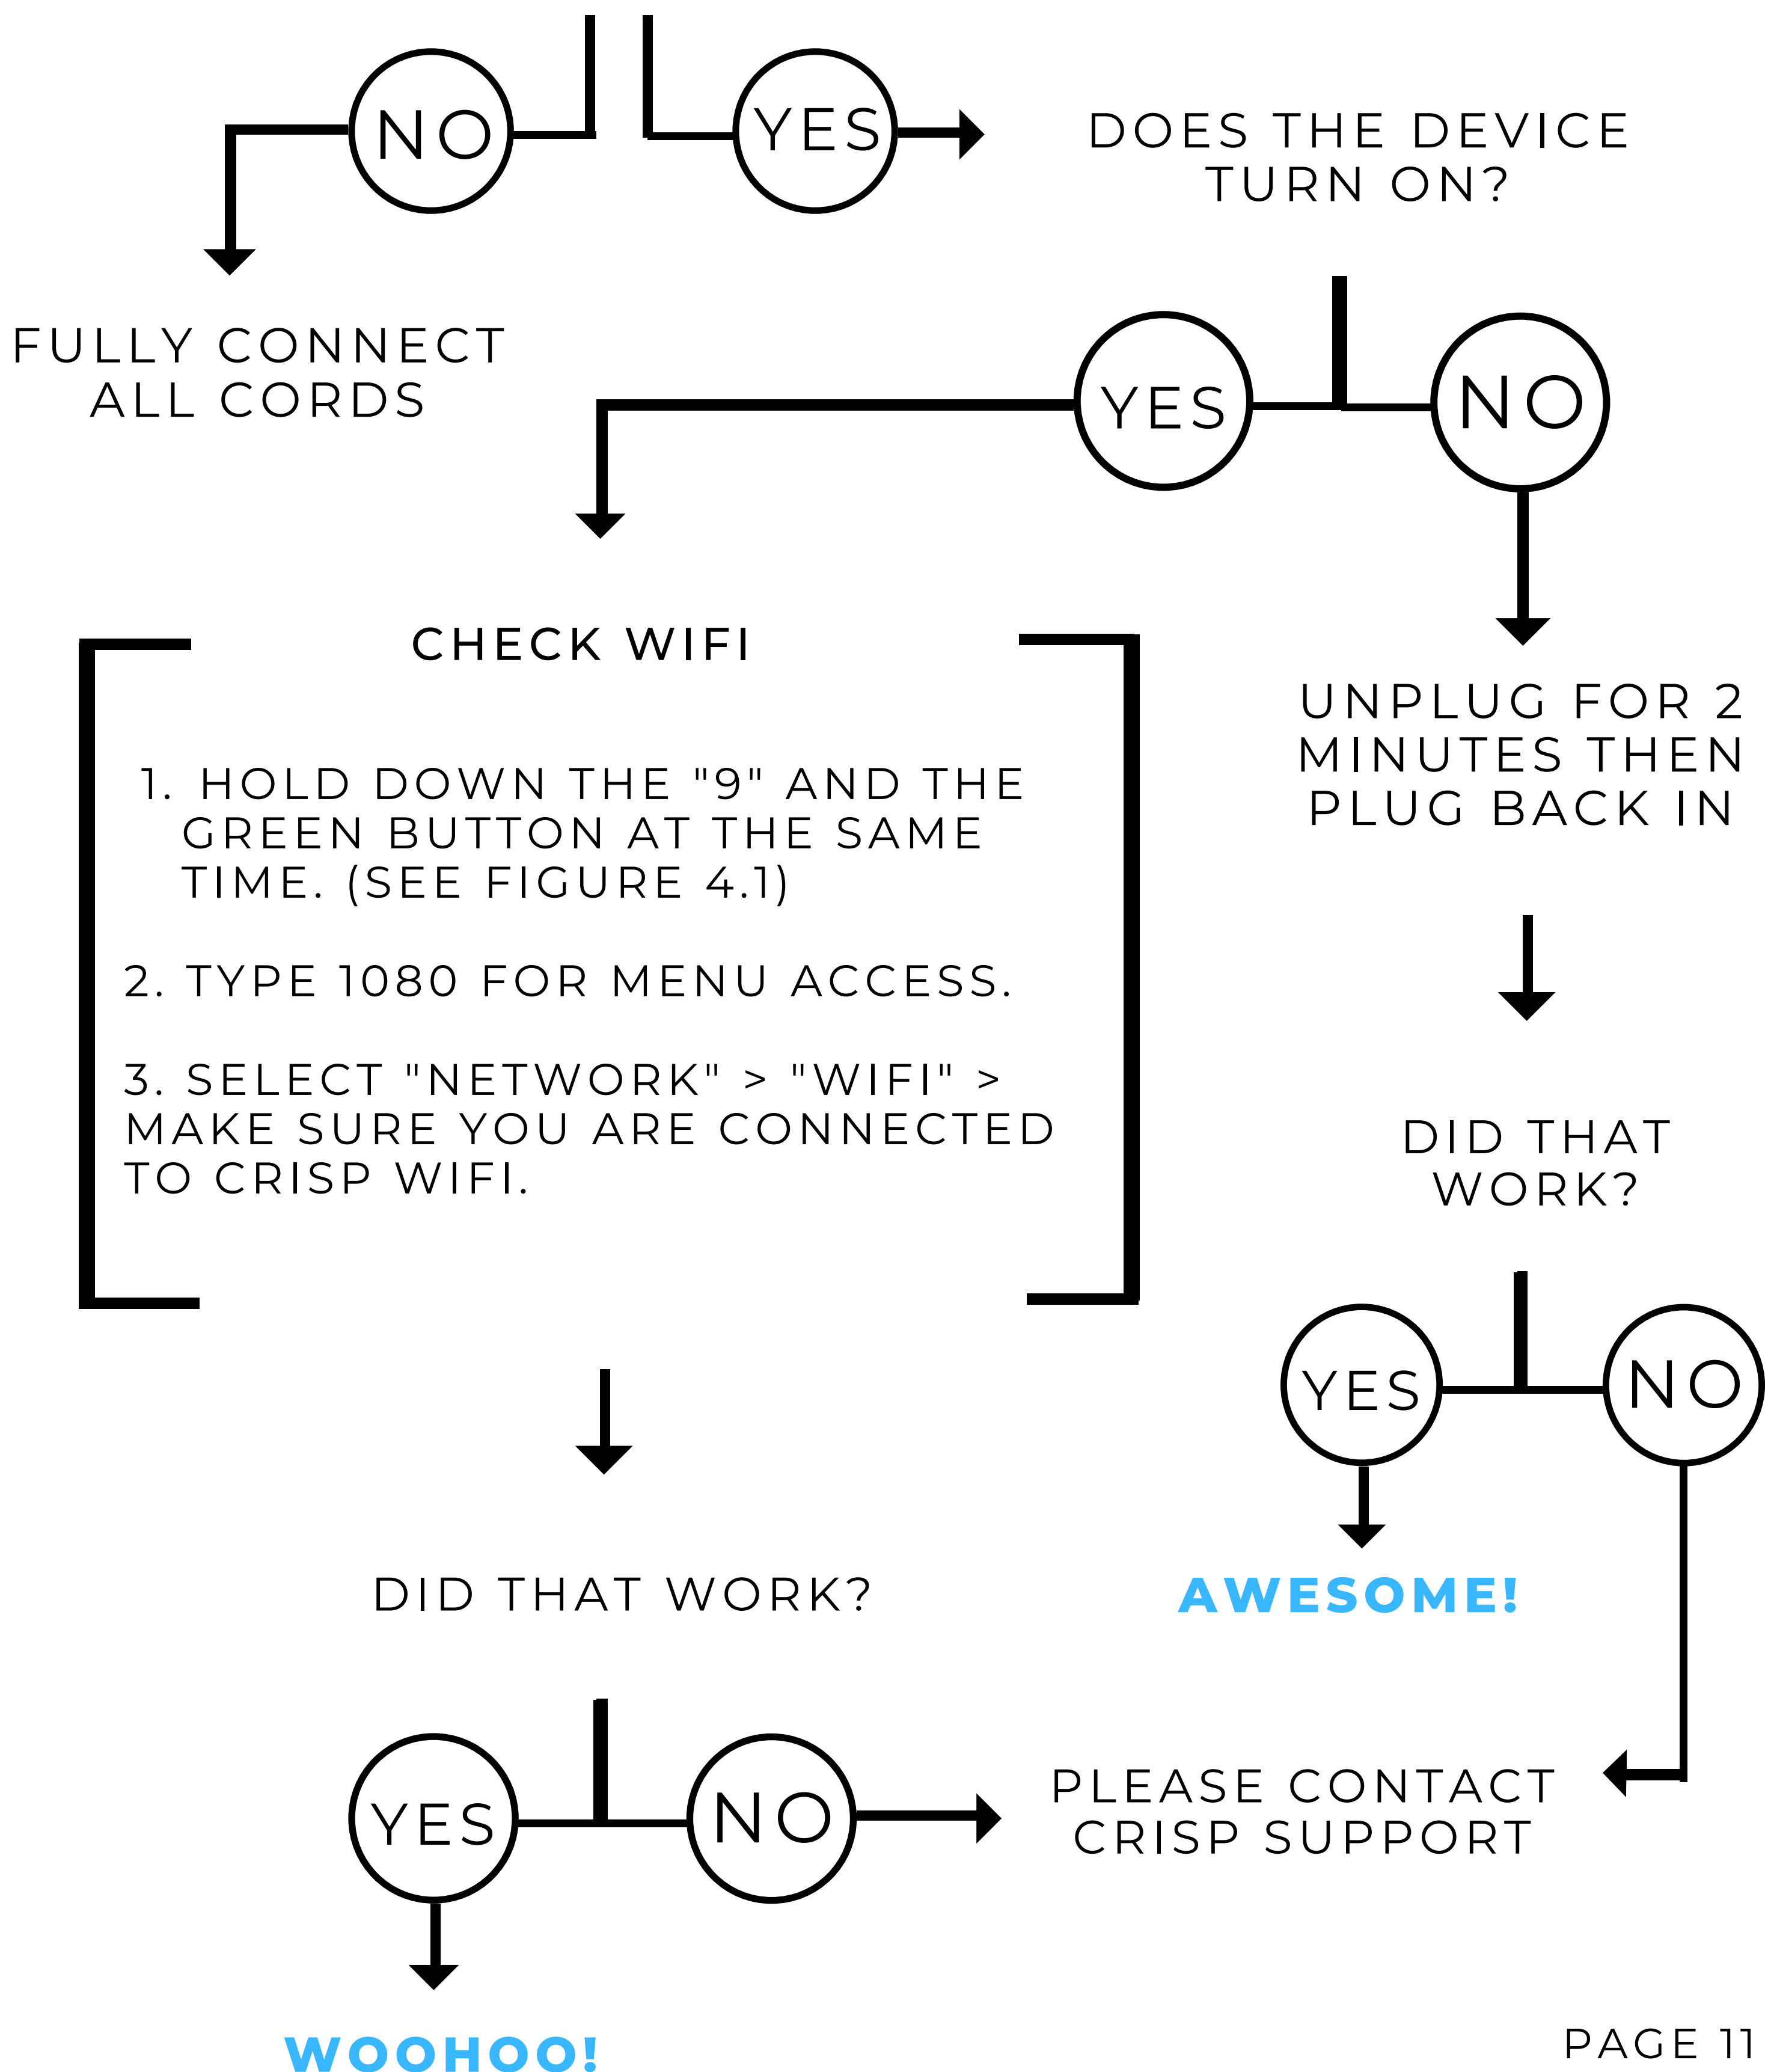 NO
YES
DOES THE DEVICE
TURN ON?
FULLY CONNECT
ALL CORDS
YES
NO
CHECK WIFI
1. HOLD DOWN THE "9" AND THE
GREEN BUTTON AT THE SAME
TIME. (SEE FIGURE 4.1)
2. TYPE 1080 FOR MENU ACCESS.
3. SELECT "NETWORK" > "WIFI" >
MAKE SURE YOU ARE CONNECTED
TO CRISP WIFI.
UNPLUG FOR 2
MINUTES THEN
PLUG BACK IN
DID THAT
WORK?
YES
NO
AWESOME!
DID THAT WORK?
YES
NO
PLEASE CONTACT
CRISP SUPPORT
WOOHOO!
PAGE 11